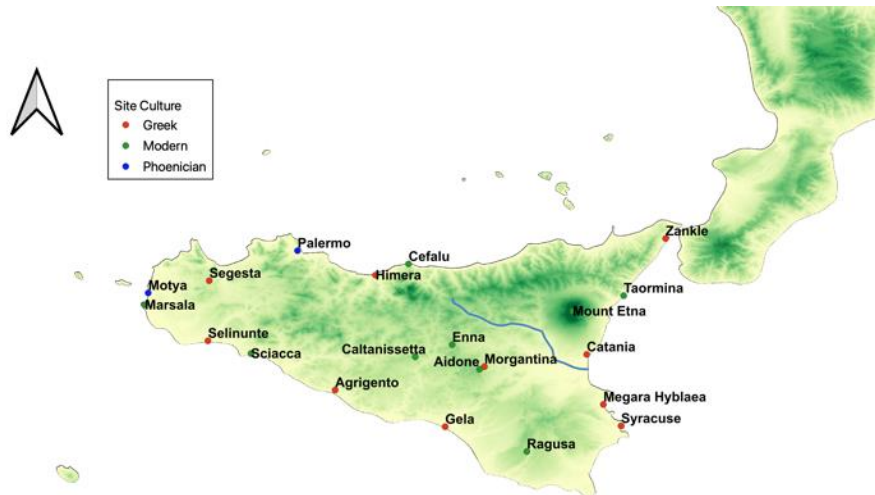 Site Culture
Greek
Modern
Phoenician
Zankle
Palermo
Cefalu
Segesta
Himera
Motya
Taormina
Marsala
Mount Etna
Selinunte
Enna
Sciacca
Caltanissetta
Catania
Aidone
Morgantina
Agrigento
Megara Hyblaea
Gela
Syracuse
Ragusa